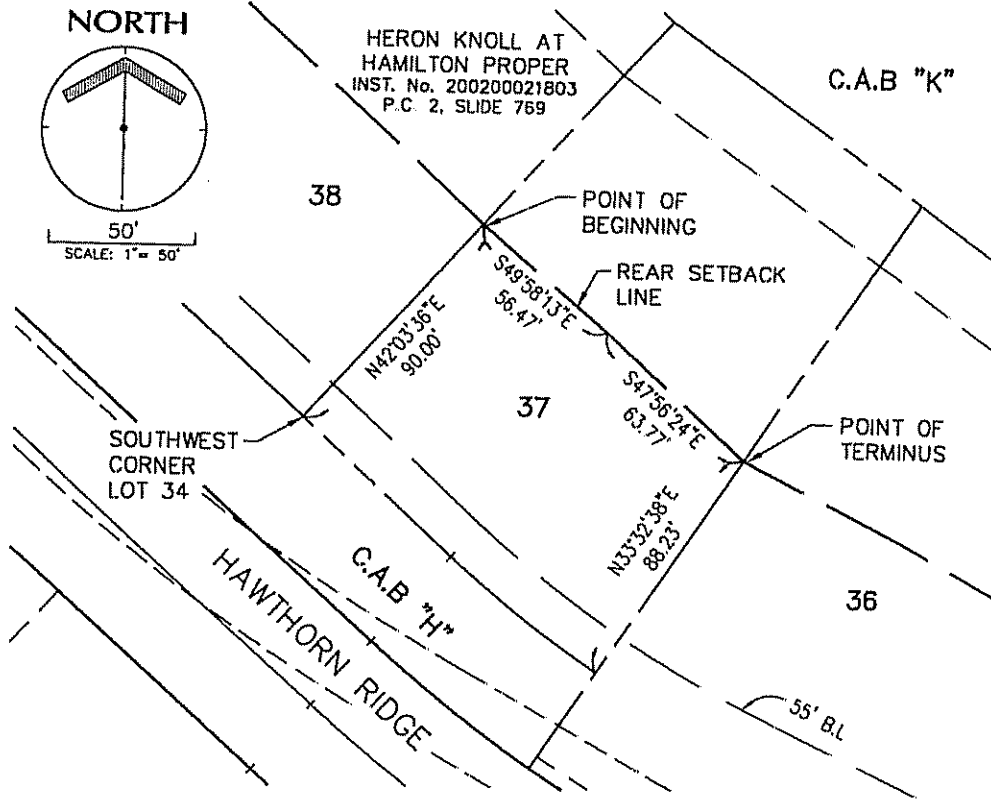 NORTH
50'
SCALE: 1"= 50'
HERON KNOLL AT
HAMILTON PROPER
INST. No. 200200021803
P.C. 2, SLIDE 769
C.A.B "K"
38
POINT OF
BEGINNING
REAR SETBACK
LINE
S49°58'13"E
56.47'
N42°03'36"E
90.00'
S47°56'24"E
63.77'
37
SOUTHWEST
CORNER
LOT 34
POINT OF
TERMINUS
N33°32'38"E
88.23'
C.A.B "H"
HAWTHORN RIDGE
36
55' B.L